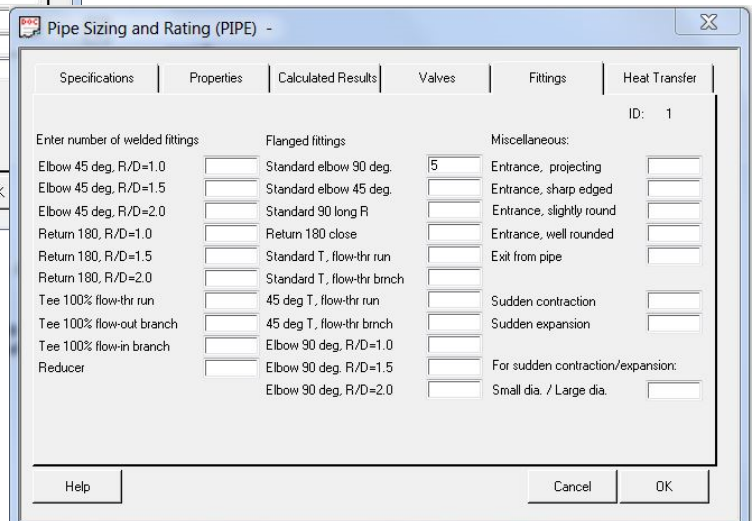 Pipe Sizing and Rating (PIPE) -
Specifications Properties Calculated Results Valves Fittings Heat Transfer
ID: 1
Enter number of welded fittings
Elbow 45 deg, R/D=1.0
Elbow 45 deg, R/D=1.5
Elbow 45 deg, R/D=2.0
Return 180, R/D=1.0
Return 180, R/D=1.5
Return 180, R/D=2.0
Tee 100% flow-thr run
Tee 100% flow-out branch
Tee 100% flow-in branch
Reducer
Flanged fittings
Standard elbow 90 deg. 5
Standard elbow 45 deg.
Standard 90 long R
Return 180 close
Standard T, flow-thr run
Standard T, flow-thr brnch
45 deg T, flow-thr run
45 deg T, flow-thr brnch
Elbow 90 deg, R/D=1.0
Elbow 90 deg. R/D=1.5
Elbow 90 deg, R/D=2.0
Miscellaneous:
Entrance, projecting
Entrance, sharp edged
Entrance, slightly round
Entrance, well rounded
Exit from pipe
Sudden contraction
Sudden expansion
For sudden contraction/expansion:
Small dia. / Large dia.
Help Cancel OK